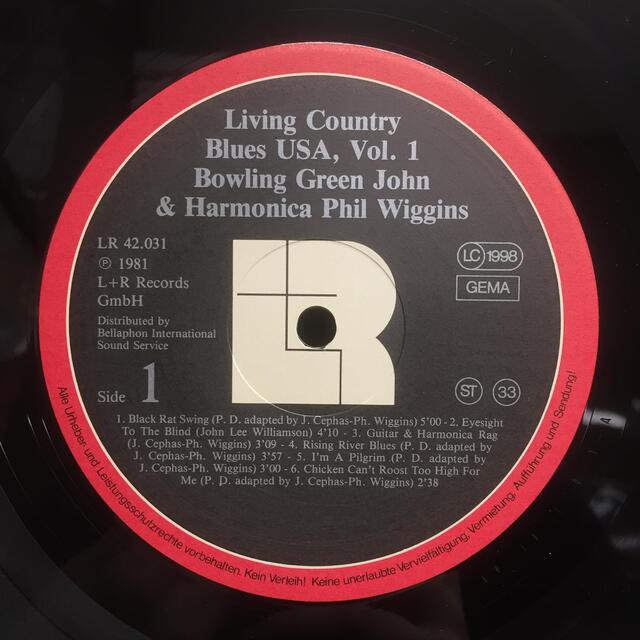 Living Country
Blues USA, Vol. 1
Bowling Green John
& Harmonica Phil Wiggins
LR 42.031
℗ 1981
L+R Records
GmbH
Distributed by
Bellaphon International
Sound Service
Side 1
LC 1998
GEMA
LR
ST 33
1. Black Rat Swing (P. D. adapted by J. Cephas-Ph. Wiggins) 5'00 - 2. Eyesight
To The Blind (John Lee Williamson) 4'10 - 3. Guitar & Harmonica Rag
(J. Cephas-Ph. Wiggins) 3'09 - 4. Rising River Blues (P. D. adapted by
J. Cephas-Ph. Wiggins) 3'57 - 5. I'm A Pilgrim (P. D. adapted by
J. Cephas-Ph. Wiggins) 3'00 - 6. Chicken Can't Roost Too High For
Me (P. D. adapted by J. Cephas-Ph. Wiggins) 2'38
Alle Urheber- und Leistungsschutzrechte vorbehalten. Kein Verleih! Keine unerlaubte Vervielfältigung, Vermietung, Aufführung und Sendung!
A